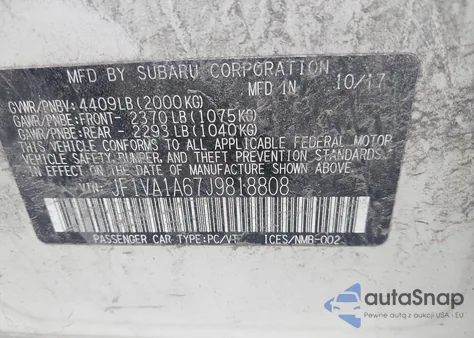 MFD BY SUBARU CORPORATION 10/17
GVWR/PNBV: 4409LB (2000KG)
GAWR/PNBE:FRONT- 2370LB (1075KG)
GAWR/PNBE:REAR - 2293LB (1040KG)
THIS VEHICLE CONFORMS TO ALL APPLICABLE FEDERAL MOTOR
VEHICLE SAFETY, BUMPER, AND THEFT PREVENTION STANDARDS
IN EFFECT ON THE DATE OF MANUFACTURE SHOWN ABOVE.
VIN: JF1VA1A67J9818808
PASSENGER CAR TYPE:PC/VT ICES/NMB-002
autoSnap
Pewne auta z aukcji USA i EU